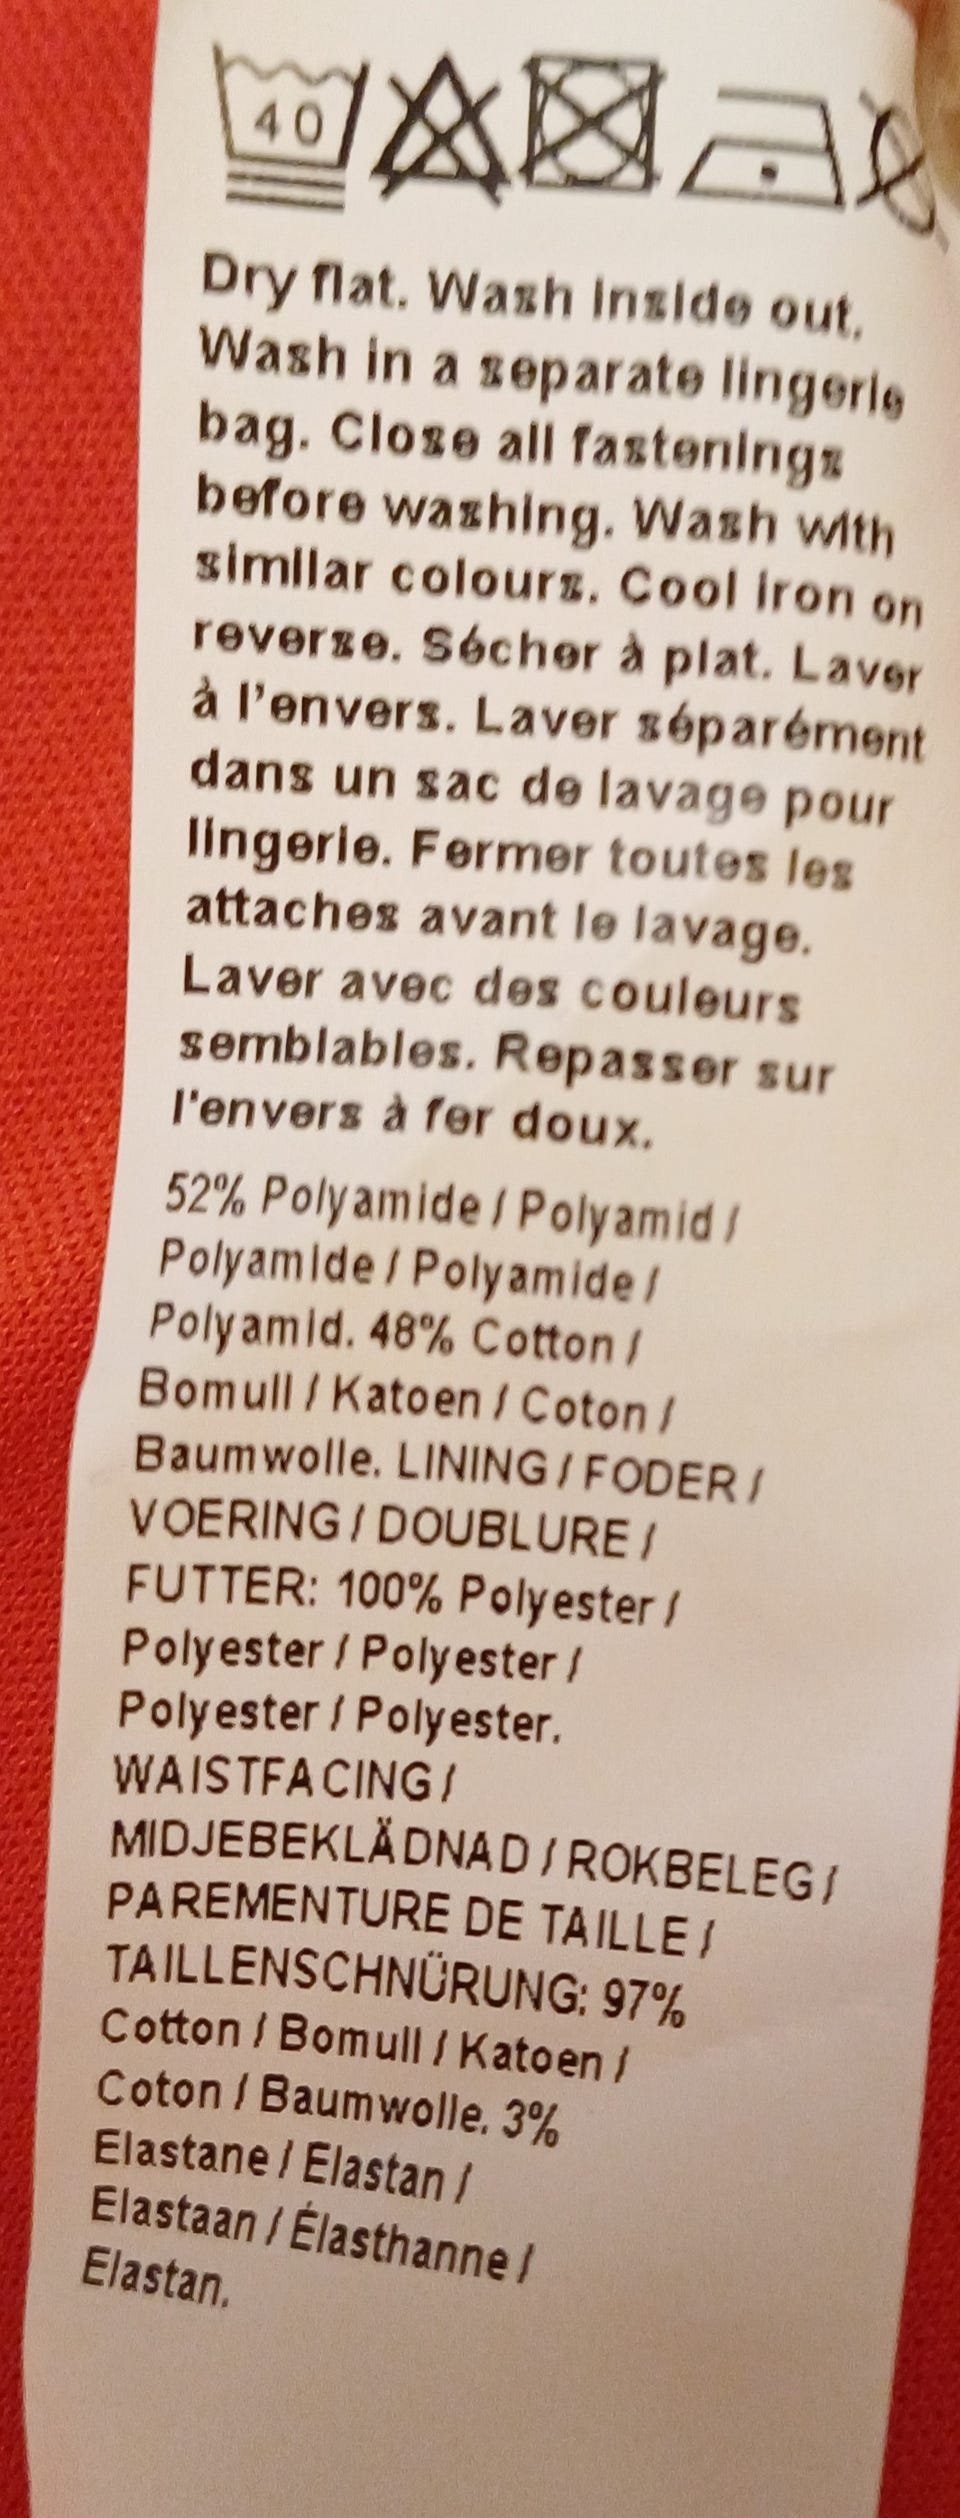 40
Dry flat. Wash inside out.
Wash in a separate lingerie
bag. Close all fastenings
before washing. Wash with
similar colours. Cool iron on
reverse. Sécher à plat. Laver
à l'envers. Laver séparément
dans un sac de lavage pour
lingerie. Fermer toutes les
attaches avant le lavage.
Laver avec des couleurs
semblables. Repasser sur
l'envers à fer doux.
52% Polyamide / Polyamid /
Polyamide / Polyamide /
Polyamid. 48% Cotton /
Bomull / Katoen / Coton /
Baumwolle. LINING / FODER /
VOERING / DOUBLURE /
FUTTER: 100% Polyester /
Polyester / Polyester /
Polyester / Polyester.
WAISTFACING /
MIDJEBEKLÄDNAD / ROKBELEG /
PAREMENTURE DE TAILLE /
TAILLENSCHNÜRUNG: 97%
Cotton / Bomull / Katoen /
Coton / Baumwolle. 3%
Elastane / Elastan /
Elastaan / Élasthanne /
Elastan.